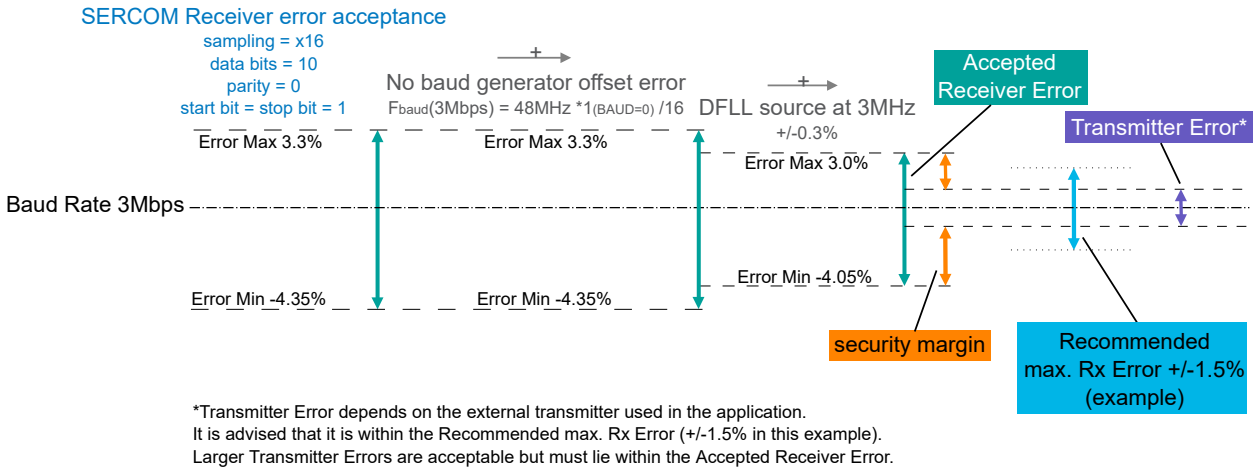 SERCOM Receiver error acceptance
sampling = x16
data bits = 10
parity = 0
start bit = stop bit = 1
+
No baud generator offset error
Fbaud(3Mbps) = 48MHz *1(BAUD=0) /16
+
DFLL source at 3MHz
+/-0.3%
Accepted
Receiver Error
Transmitter Error*
Error Max 3.3%
Error Max 3.3%
Error Max 3.0%
Baud Rate 3Mbps
Error Min -4.35%
Error Min -4.35%
Error Min -4.05%
security margin
Recommended
max. Rx Error +/-1.5%
(example)
*Transmitter Error depends on the external transmitter used in the application.
It is advised that it is within the Recommended max. Rx Error (+/-1.5% in this example).
Larger Transmitter Errors are acceptable but must lie within the Accepted Receiver Error.